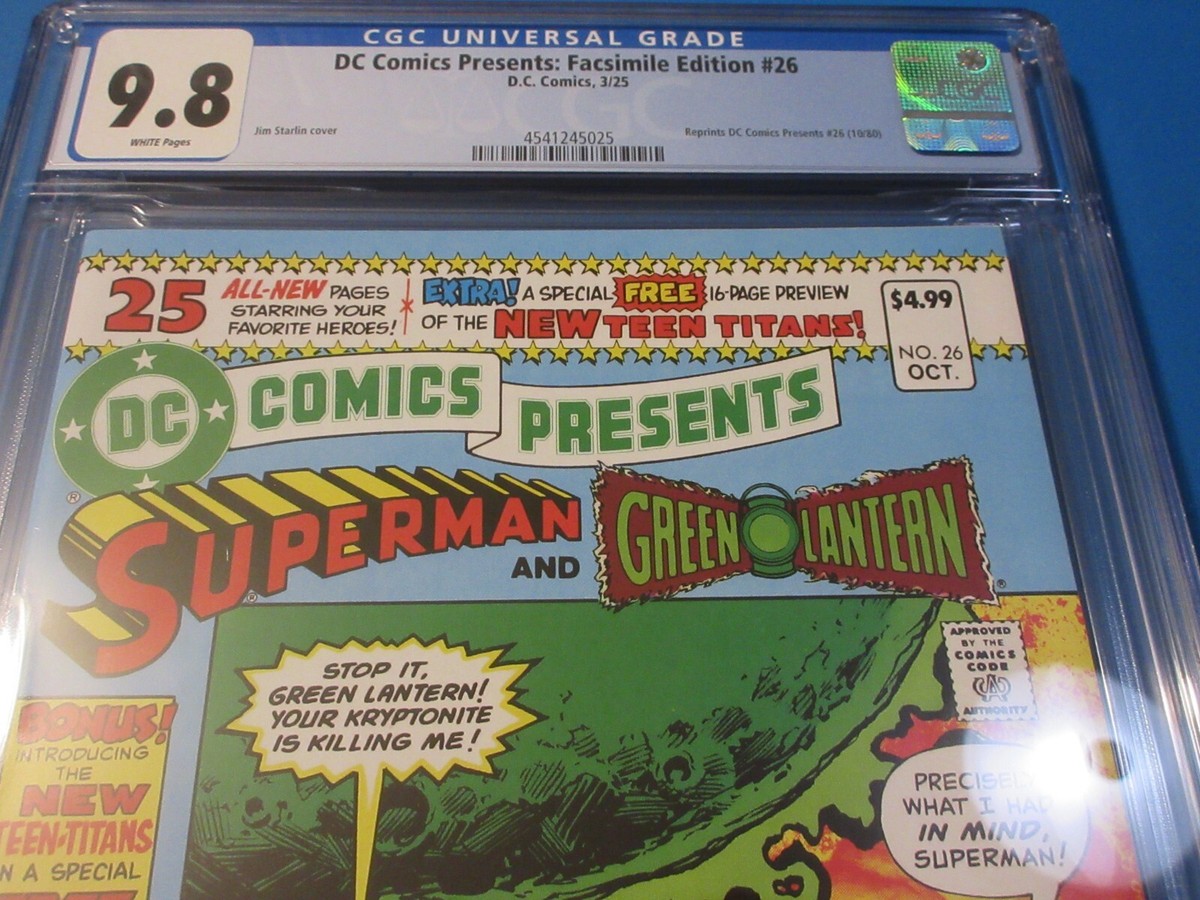 CGC UNIVERSAL GRADE
9.8
WHITE Pages
DC Comics Presents: Facsimile Edition #26
D.C. Comics, 3/25
Jim Starlin cover
4541245025
Reprints DC Comics Presents #26 (10/80)
25 ALL-NEW PAGES
STARRING YOUR
FAVORITE HEROES!
EXTRA! A SPECIAL FREE 16-PAGE PREVIEW
OF THE NEW TEEN TITANS!
$4.99
NO. 26
OCT.
DC COMICS PRESENTS
SUPERMAN
AND
GREEN LANTERN
APPROVED
BY THE
COMICS
CODE
AUTHORITY
STOP IT,
GREEN LANTERN!
YOUR KRYPTONITE
IS KILLING ME!
BONUS!
INTRODUCING
THE
NEW
TEEN-TITANS
A SPECIAL
WHAT I HAD
IN MIND,
SUPERMAN!